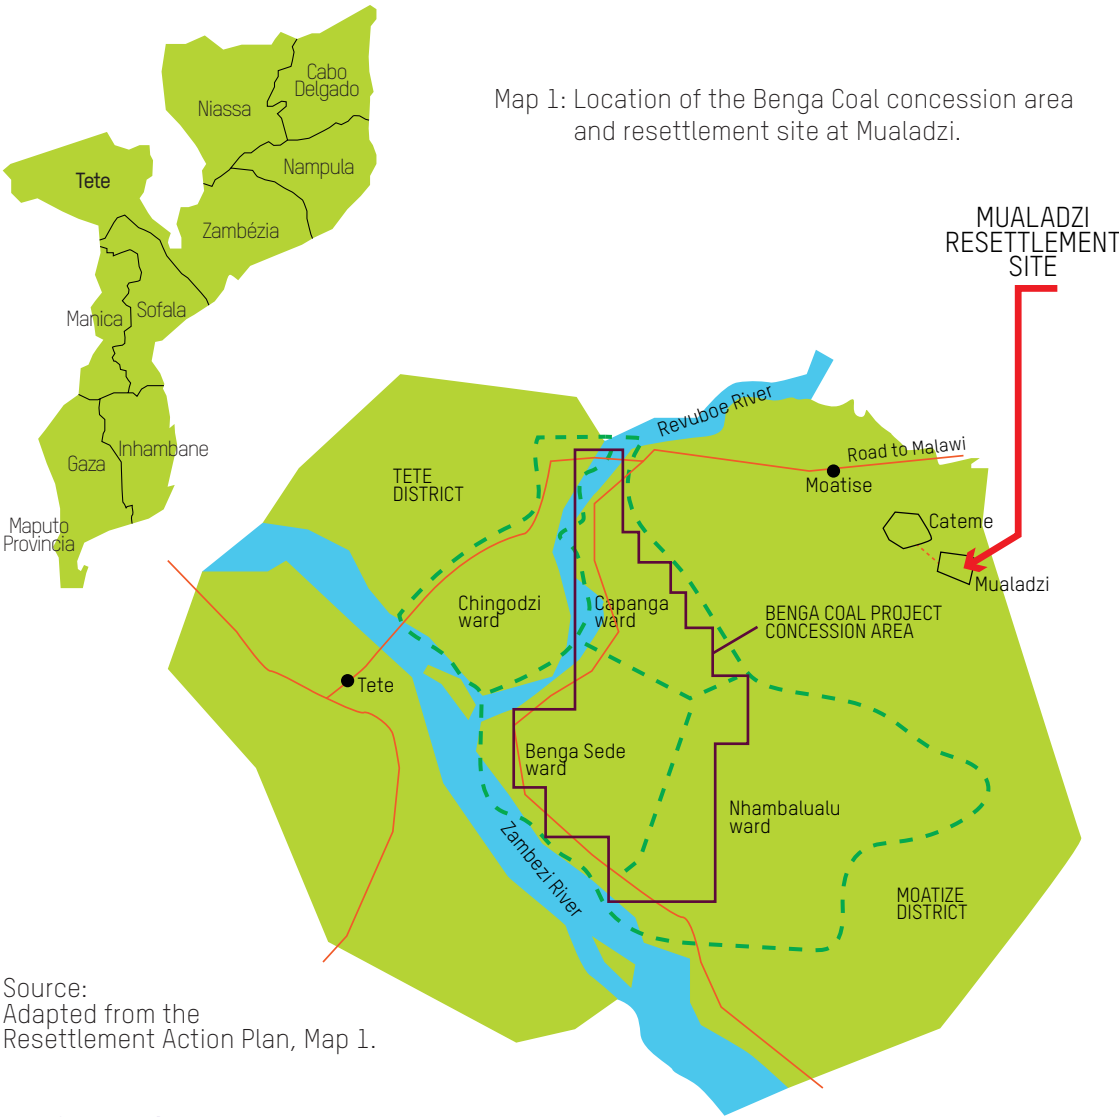 Map 1: Location of the Benga Coal concession area
and resettlement site at Mualadzi.
Cabo
Delgado
Niassa
Nampula
Tete
Zambézia
Manica
Sofala
Inhambane
Gaza
Maputo
Provincia
MUALADZI
RESETTLEMENT
SITE
Revuboe River
Road to Malawi
Moatise
TETE
DISTRICT
Cateme
Mualadzi
Chingodzi
ward
Capanga
ward
BENGA COAL PROJECT
CONCESSION AREA
Tete
Benga Sede
ward
Nhambalualu
ward
Zambezi River
MOATIZE
DISTRICT
Source:
Adapted from the
Resettlement Action Plan, Map 1.